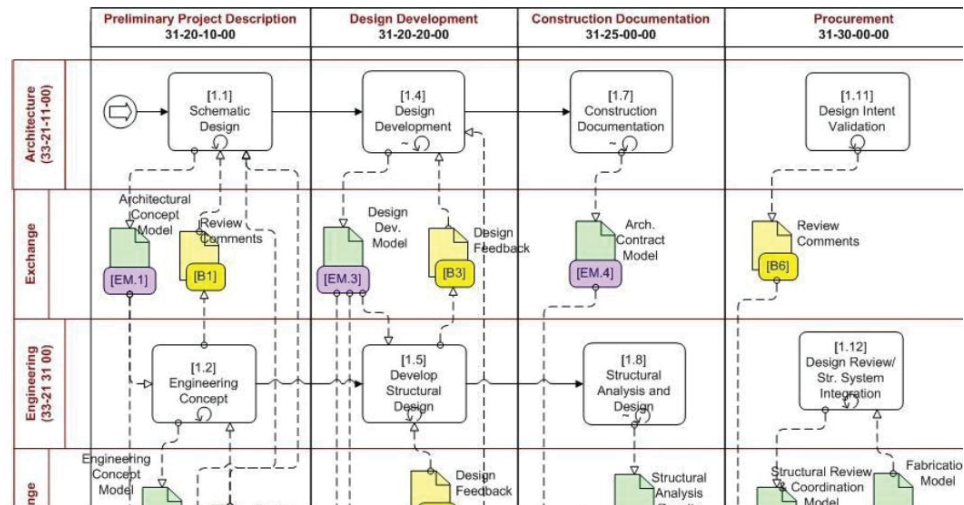 Preliminary Project Description
31-20-10-00
Design Development
31-20-20-00
Construction Documentation
31-25-00-00
Procurement
31-30-00-00
Architecture
(33-21-11-00)
[1.1]
Schematic
Design
[1.4]
Design
Development
~
[1.7]
Construction
Documentation
~
[1.11]
Design Intent
Validation
Exchange
Architectural
Concept
Model
[EM.1]
Review
Comments
[B1]
Design
Dev.
Model
[EM.3]
Design
Feedback
[B3]
Arch.
Contract
Model
[EM.4]
Review
Comments
[B6]
Engineering
(33-21 31 00)
[1.2]
Engineering
Concept
[1.5]
Develop
Structural
Design
[1.8]
Structural
Analysis and
Design
~
[1.12]
Design Review/
Str. System
Integration
Engineering
Concept
Model
Design
Feedback
Structural
Analysis
Structural Review
& Coordination
Model
Model